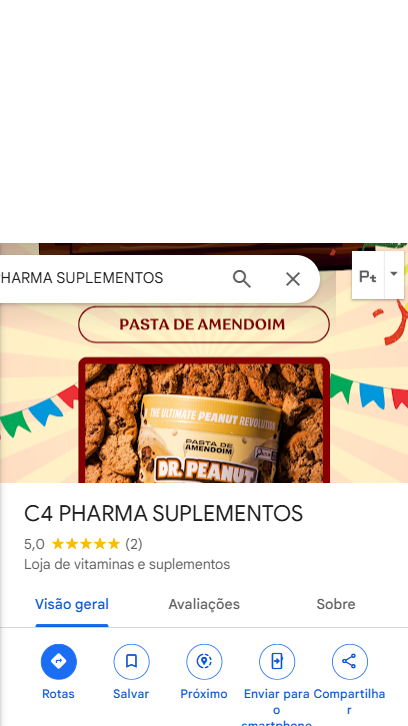 HARMA SUPLEMENTOS
Pt
PASTA DE AMENDOIM
THE ULTIMATE PEANUT REVOLUTION
PASTA DE
AMENDOIM
DR. PEANUT
C4 PHARMA SUPLEMENTOS
5,0 ★★★★★ (2)
Loja de vitaminas e suplementos
Visão geral Avaliações Sobre
Rotas Salvar Próximo Enviar para o smartphone Compartilhar